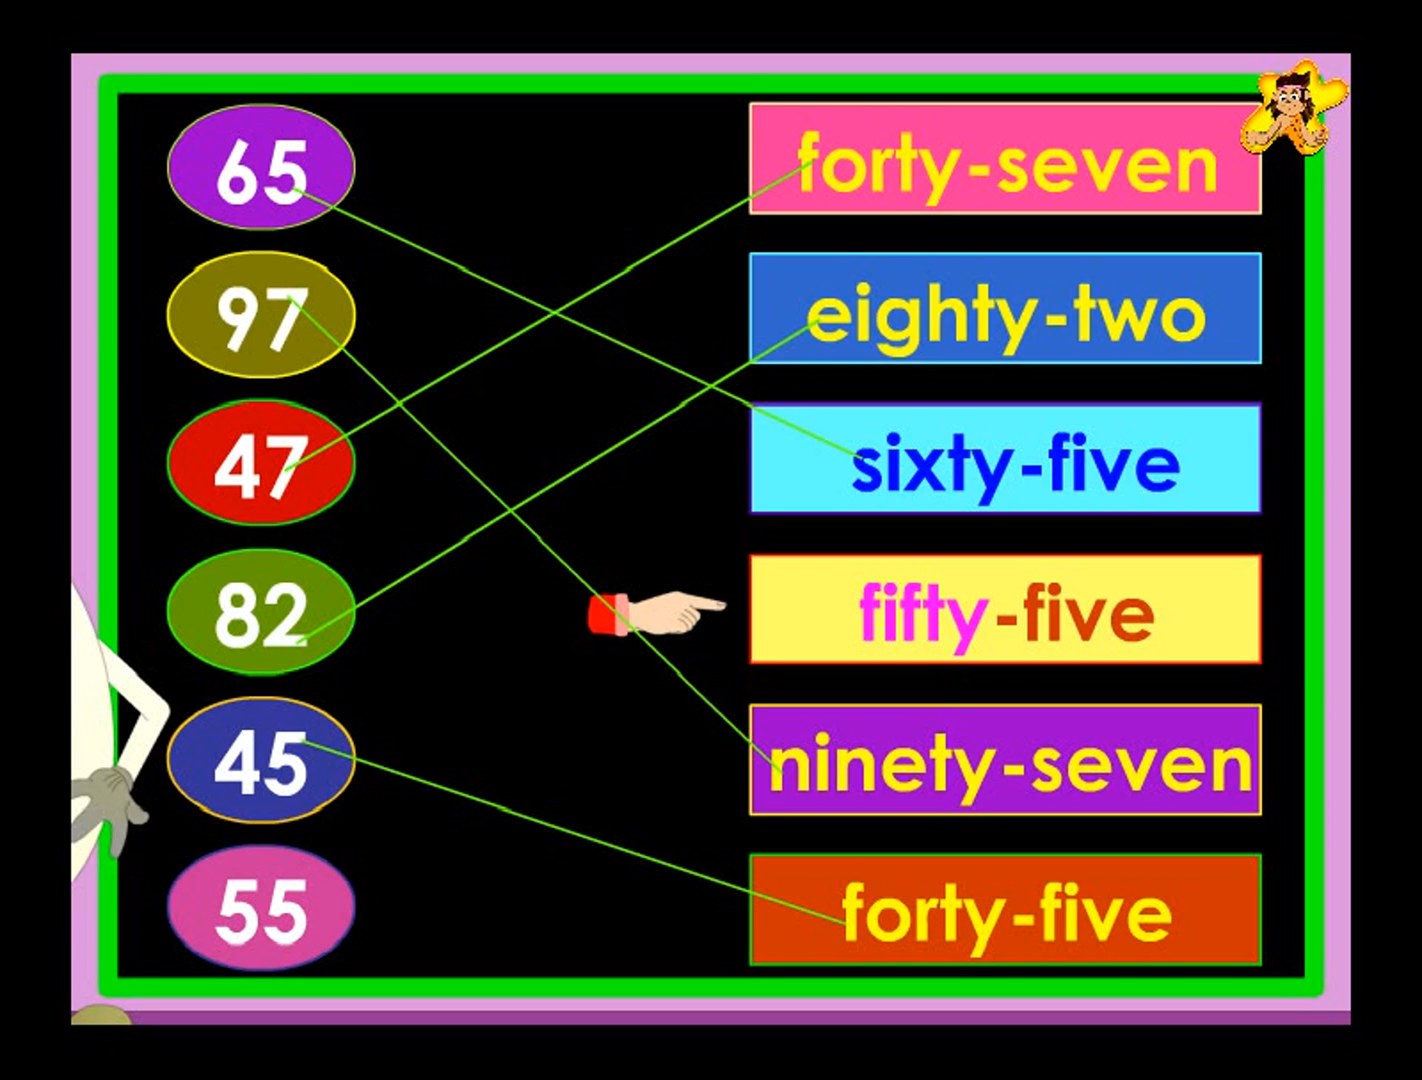 65
forty-seven
97
eighty-two
47
sixty-five
82
fifty-five
45
ninety-seven
55
forty-five